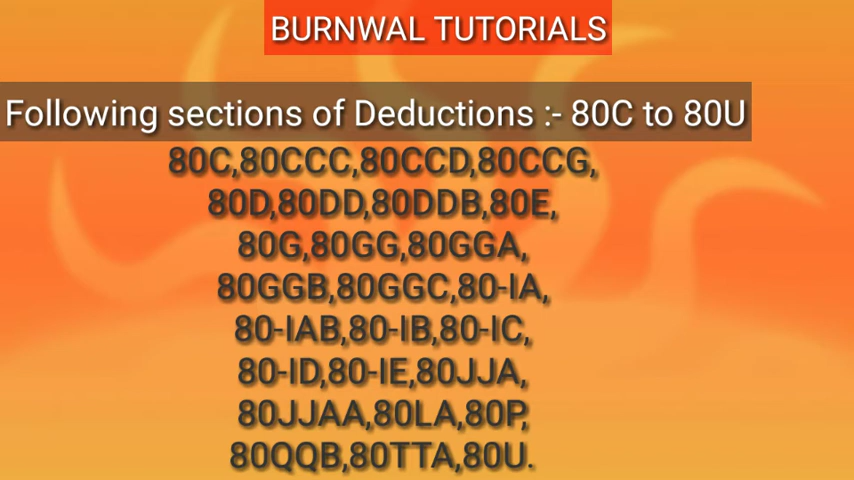 BURNWAL TUTORIALS
Following sections of Deductions :- 80C to 80U
80C,80CCC,80CCD,80CCG,
80D,80DD,80DDB,80E,
80G,80GG,80GGA,
80GGB,80GGC,80-IA,
80-IAB,80-IB,80-IC,
80-ID,80-IE,80JJA,
80JJAA,80LA,80P,
80QQB,80TTA,80U.